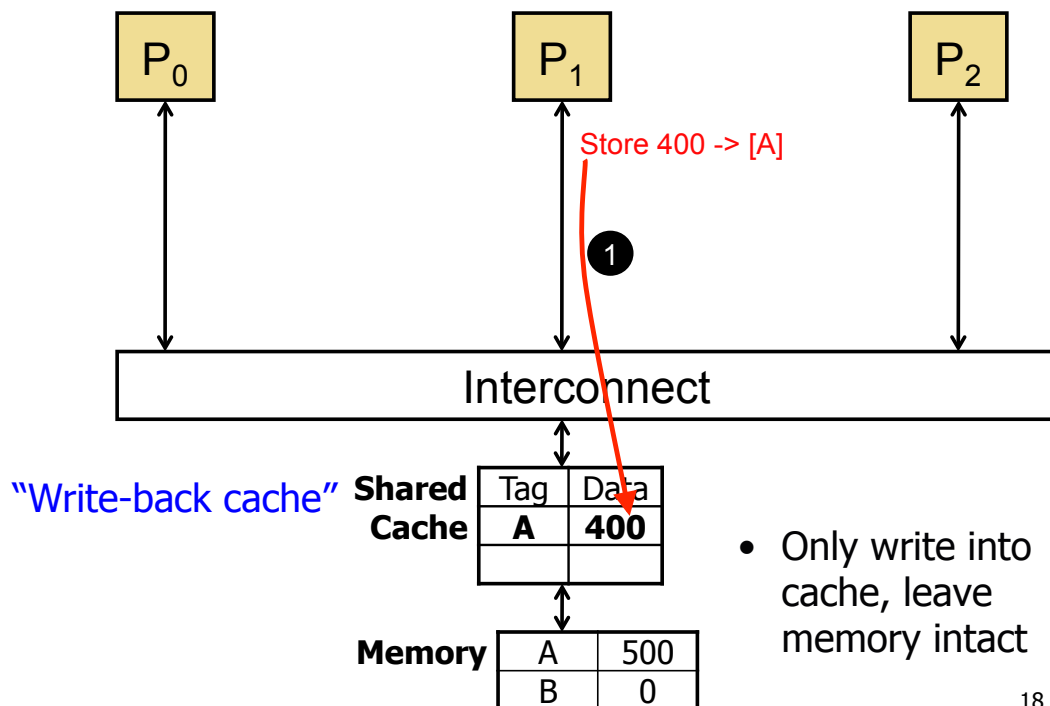 P₀ P₁ P₂
Store 400 -> [A]
1
Interconnect
“Write-back cache” Shared Cache
Tag Data
A 400
• Only write into
cache, leave
memory intact
Memory
A 500
B 0
18